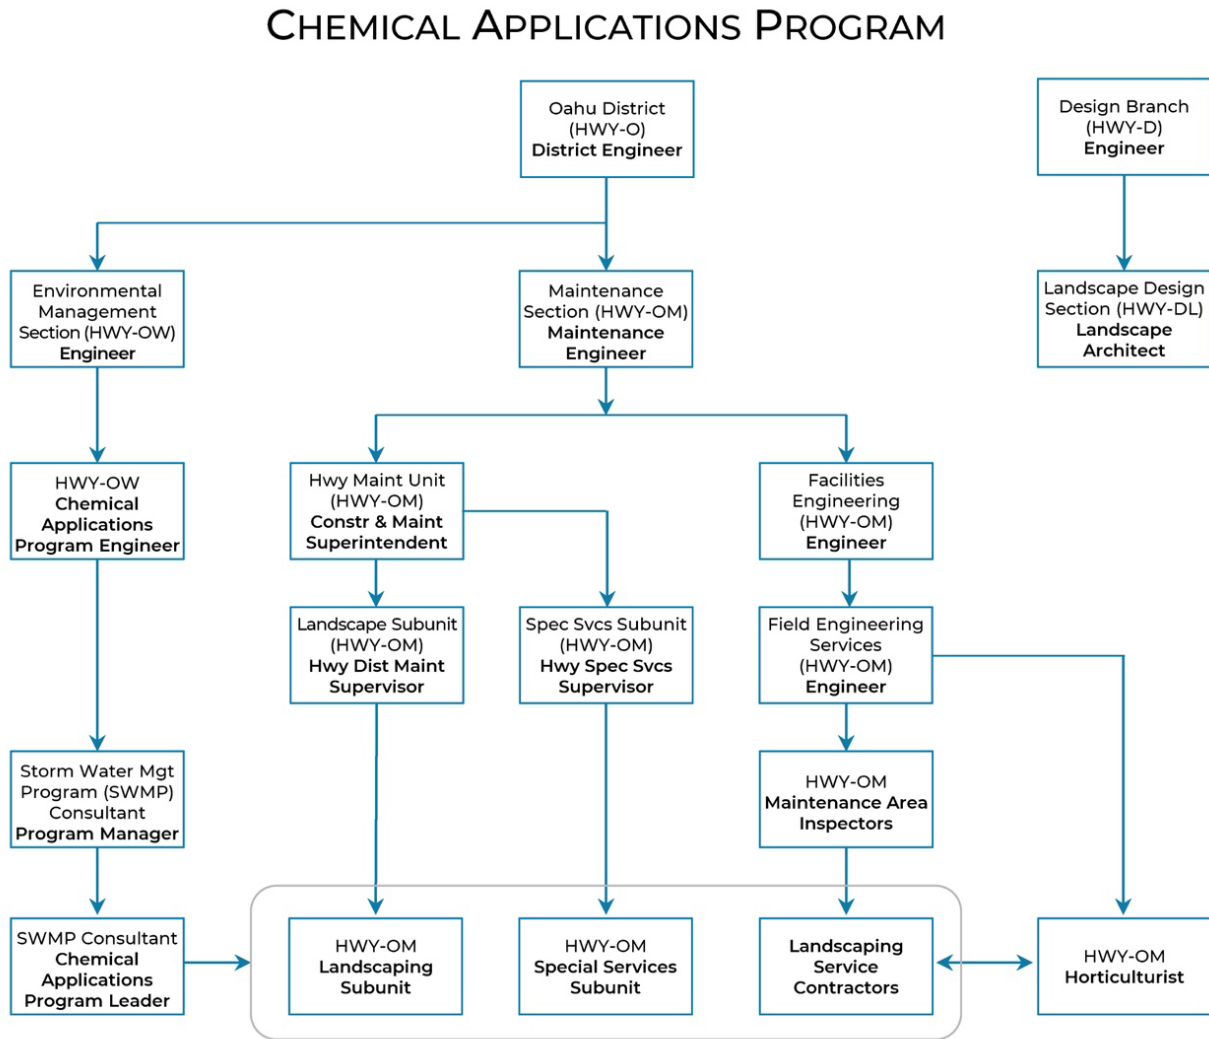 CHEMICAL APPLICATIONS PROGRAM
Oahu District
(HWY-O)
District Engineer
Design Branch
(HWY-D)
Engineer
Environmental
Management
Section (HWY-OW)
Engineer
Maintenance
Section (HWY-OM)
Maintenance
Engineer
Landscape Design
Section (HWY-DL)
Landscape
Architect
HWY-OW
Chemical
Applications
Program Engineer
Hwy Maint Unit
(HWY-OM)
Constr & Maint
Superintendent
Facilities
Engineering
(HWY-OM)
Engineer
Landscape Subunit
(HWY-OM)
Hwy Dist Maint
Supervisor
Spec Svcs Subunit
(HWY-OM)
Hwy Spec Svcs
Supervisor
Field Engineering
Services
(HWY-OM)
Engineer
Storm Water Mgt
Program (SWMP)
Consultant
Program Manager
HWY-OM
Maintenance Area
Inspectors
SWMP Consultant
Chemical
Applications
Program Leader
HWY-OM
Landscaping
Subunit
HWY-OM
Special Services
Subunit
Landscaping
Service
Contractors
HWY-OM
Horticulturist